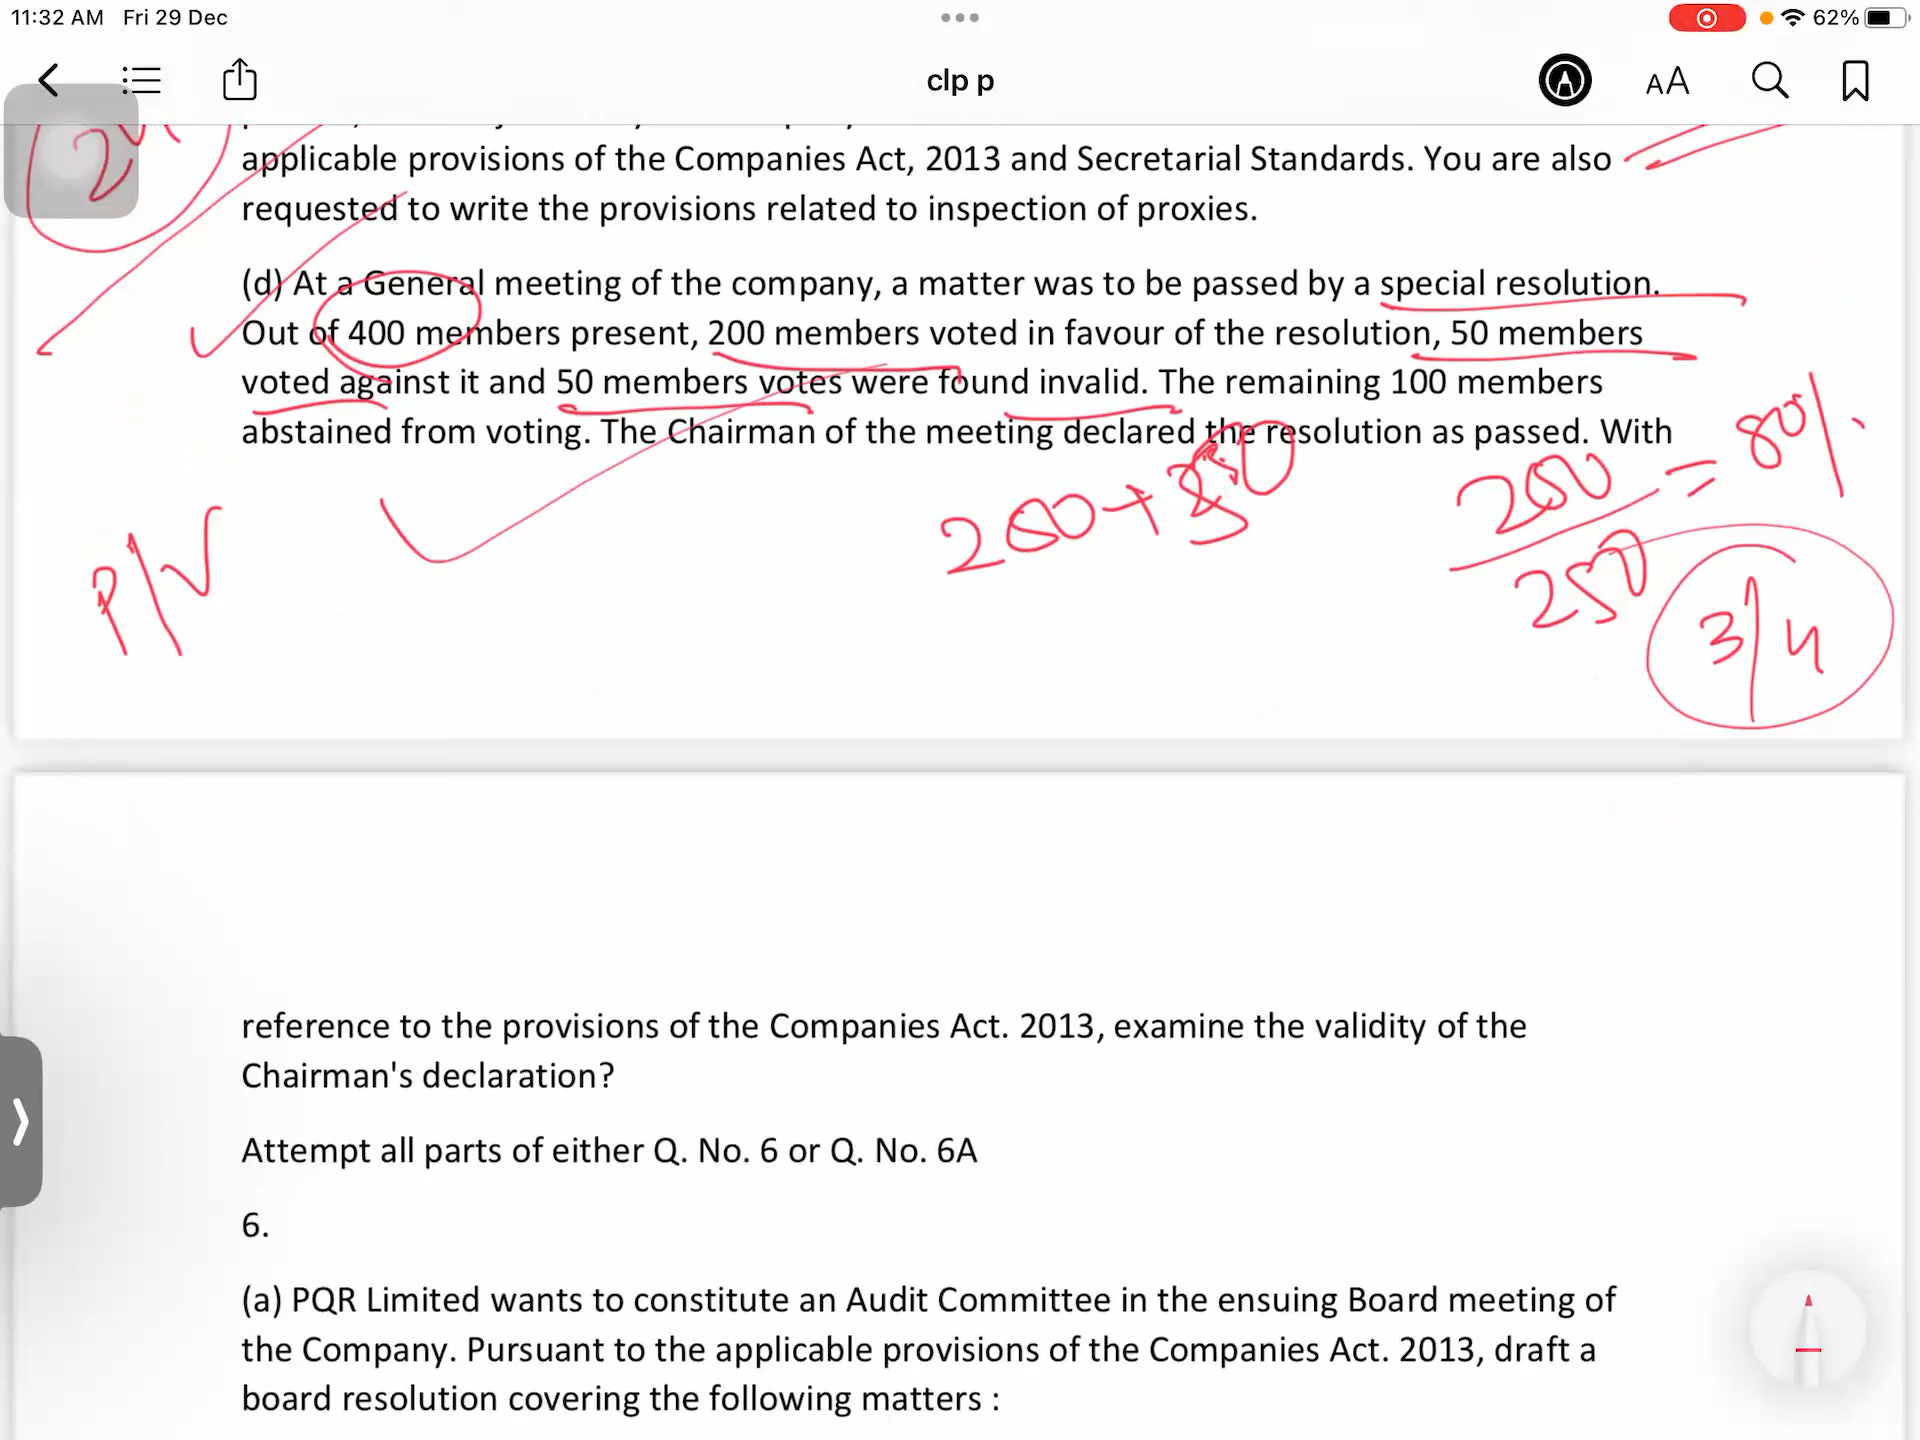 11:32 AM Fri 29 Dec
62%
clp p
AA
applicable provisions of the Companies Act, 2013 and Secretarial Standards. You are also
requested to write the provisions related to inspection of proxies.
(d) At a General meeting of the company, a matter was to be passed by a special resolution.
Out of 400 members present, 200 members voted in favour of the resolution, 50 members
voted against it and 50 members votes were found invalid. The remaining 100 members
abstained from voting. The Chairman of the meeting declared the resolution as passed. With
P/V
200+50
200
= 80%
250
3/4
reference to the provisions of the Companies Act. 2013, examine the validity of the
Chairman's declaration?
Attempt all parts of either Q. No. 6 or Q. No. 6A
6.
(a) PQR Limited wants to constitute an Audit Committee in the ensuing Board meeting of
the Company. Pursuant to the applicable provisions of the Companies Act. 2013, draft a
board resolution covering the following matters :